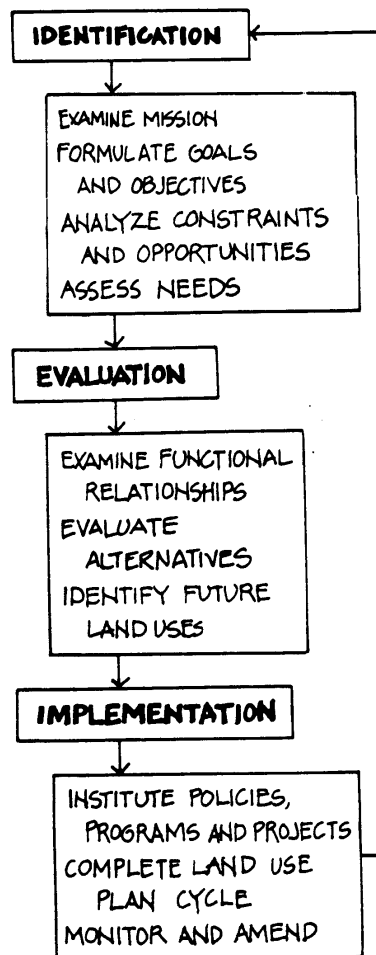 IDENTIFICATION
EXAMINE MISSION
FORMULATE GOALS
AND OBJECTIVES
ANALYZE CONSTRAINTS
AND OPPORTUNITIES
ASSESS NEEDS
EVALUATION
EXAMINE FUNCTIONAL
RELATIONSHIPS
EVALUATE
ALTERNATIVES
IDENTIFY FUTURE
LAND USES
IMPLEMENTATION
INSTITUTE POLICIES,
PROGRAMS AND PROJECTS
COMPLETE LAND USE
PLAN CYCLE
MONITOR AND AMEND